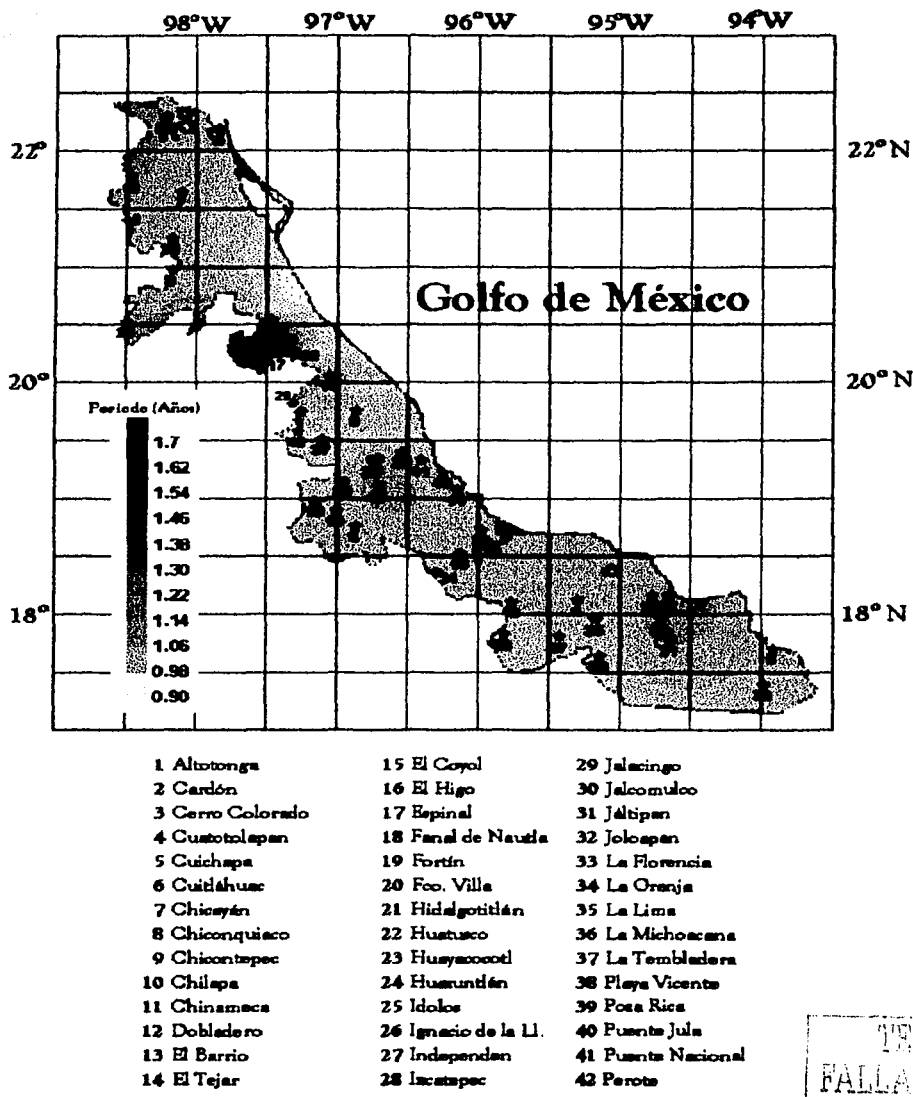 98°W 97°W 96°W 95°W 94°W
22° 22°N
Golfo de México
20° 20°N
17
29
Periodo (Años)
1.7
1.62
1.54
1.46
1.38
1.30
1.22
1.14
1.06
0.98
0.90
18° 18°N
1 Altotonga 15 El Coyol 29 Jalacingo
2 Cardón 16 El Higo 30 Jalcomulco
3 Cerro Colorado 17 Espinal 31 Jáltipan
4 Cuatotolapan 18 Fanal de Nautla 32 Joloapan
5 Cuichapa 19 Fortín 33 La Florencia
6 Cuitláhuac 20 Fco. Villa 34 La Granja
7 Chicayán 21 Hidalgotitlán 35 La Lima
8 Chiconquiaco 22 Huatusco 36 La Michoacana
9 Chicontepec 23 Huayacocotl 37 La Tembladera
10 Chilapa 24 Huazuntlán 38 Playa Vicente
11 Chinameca 25 Idolos 39 Poza Rica
12 Dobladero 26 Ignacio de la Ll. 40 Puente Jula
13 El Barrio 27 Independen 41 Puente Nacional
14 El Tejar 28 Ixcatepec 42 Perote
FALLA